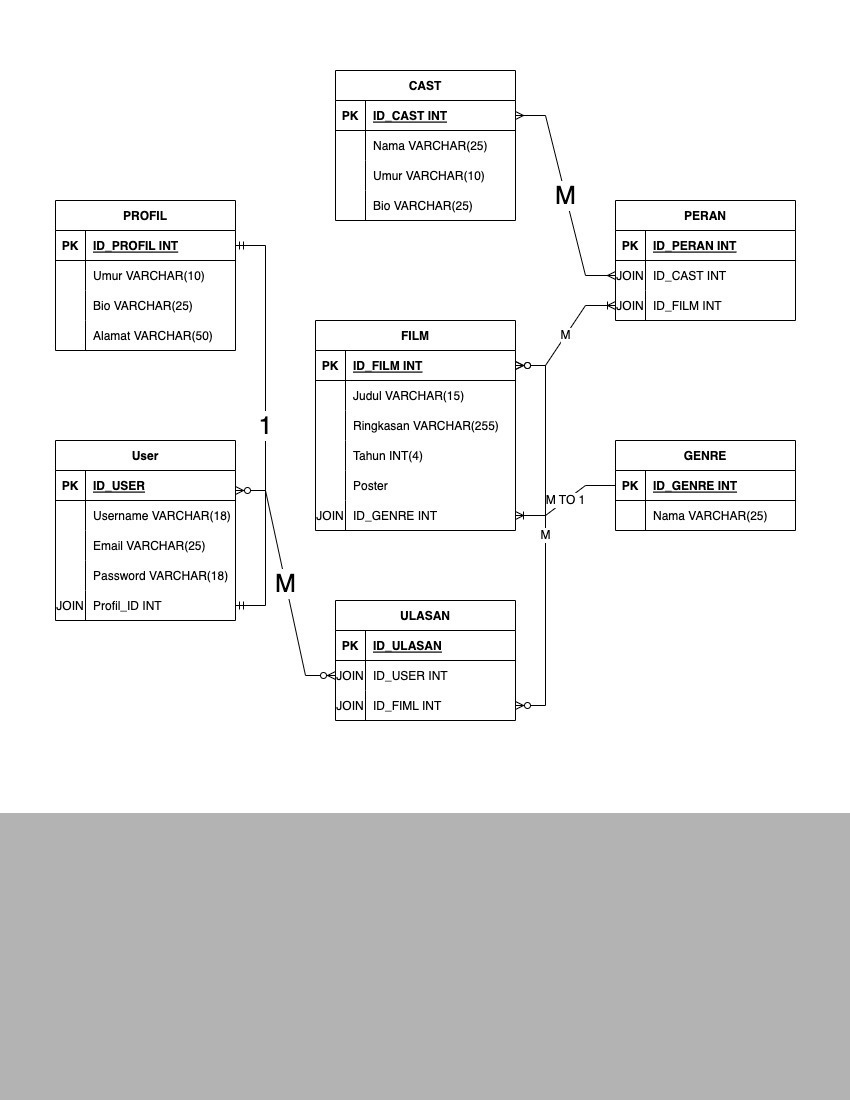 CAST
PK ID_CAST INT
Nama VARCHAR(25)
Umur VARCHAR(10)
Bio VARCHAR(25)
M
PROFIL
PK ID_PROFIL INT
Umur VARCHAR(10)
Bio VARCHAR(25)
Alamat VARCHAR(50)
PERAN
PK ID_PERAN INT
JOIN ID_CAST INT
JOIN ID_FILM INT
M
FILM
PK ID_FILM INT
Judul VARCHAR(15)
Ringkasan VARCHAR(255)
Tahun INT(4)
Poster
JOIN ID_GENRE INT
1
User
PK ID_USER
Username VARCHAR(18)
Email VARCHAR(25)
Password VARCHAR(18)
JOIN Profil_ID INT
GENRE
PK ID_GENRE INT
Nama VARCHAR(25)
M TO 1
M
M
ULASAN
PK ID_ULASAN
JOIN ID_USER INT
JOIN ID_FIML INT